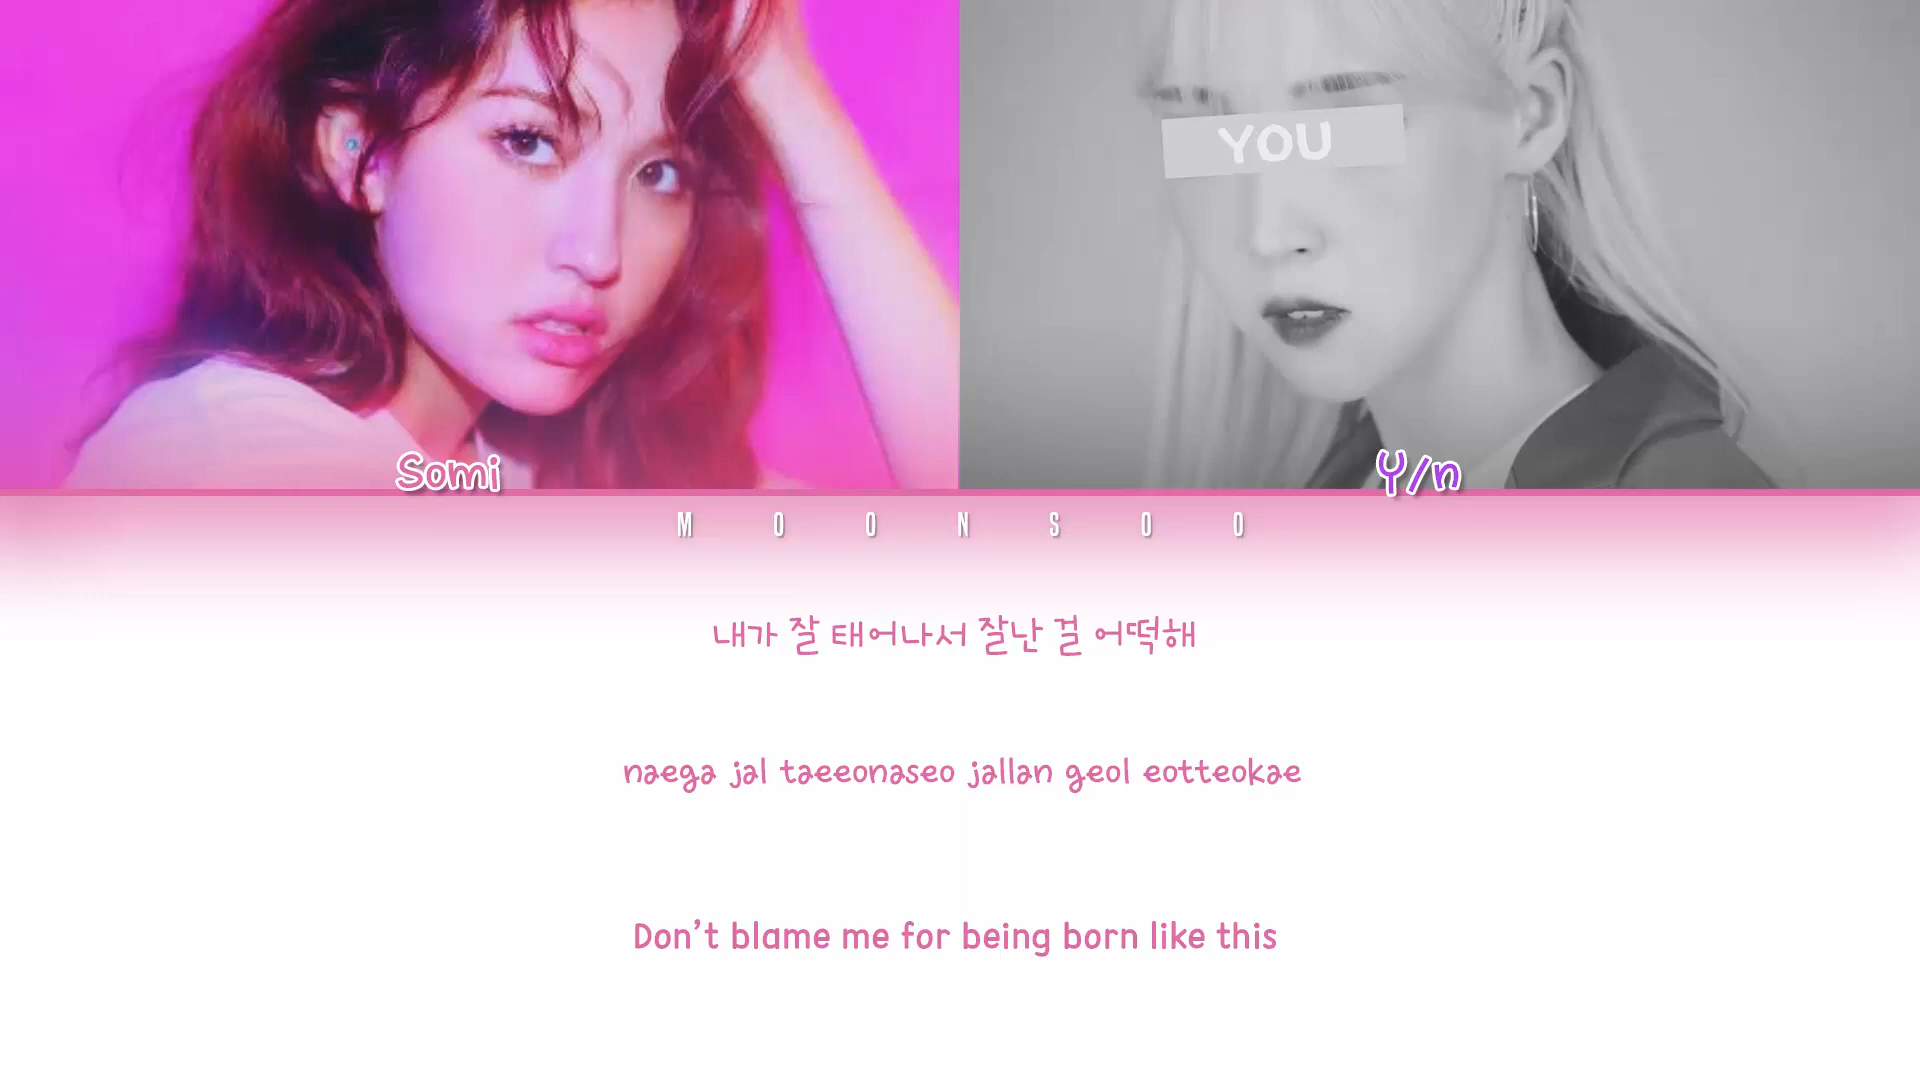 YOU
Somi
Y/n
MOONSOO
내가 잘 태어나서 잘난 걸 어떡해
naega jal taeeonaseo jallan geol eotteokae
Don't blame me for being born like this